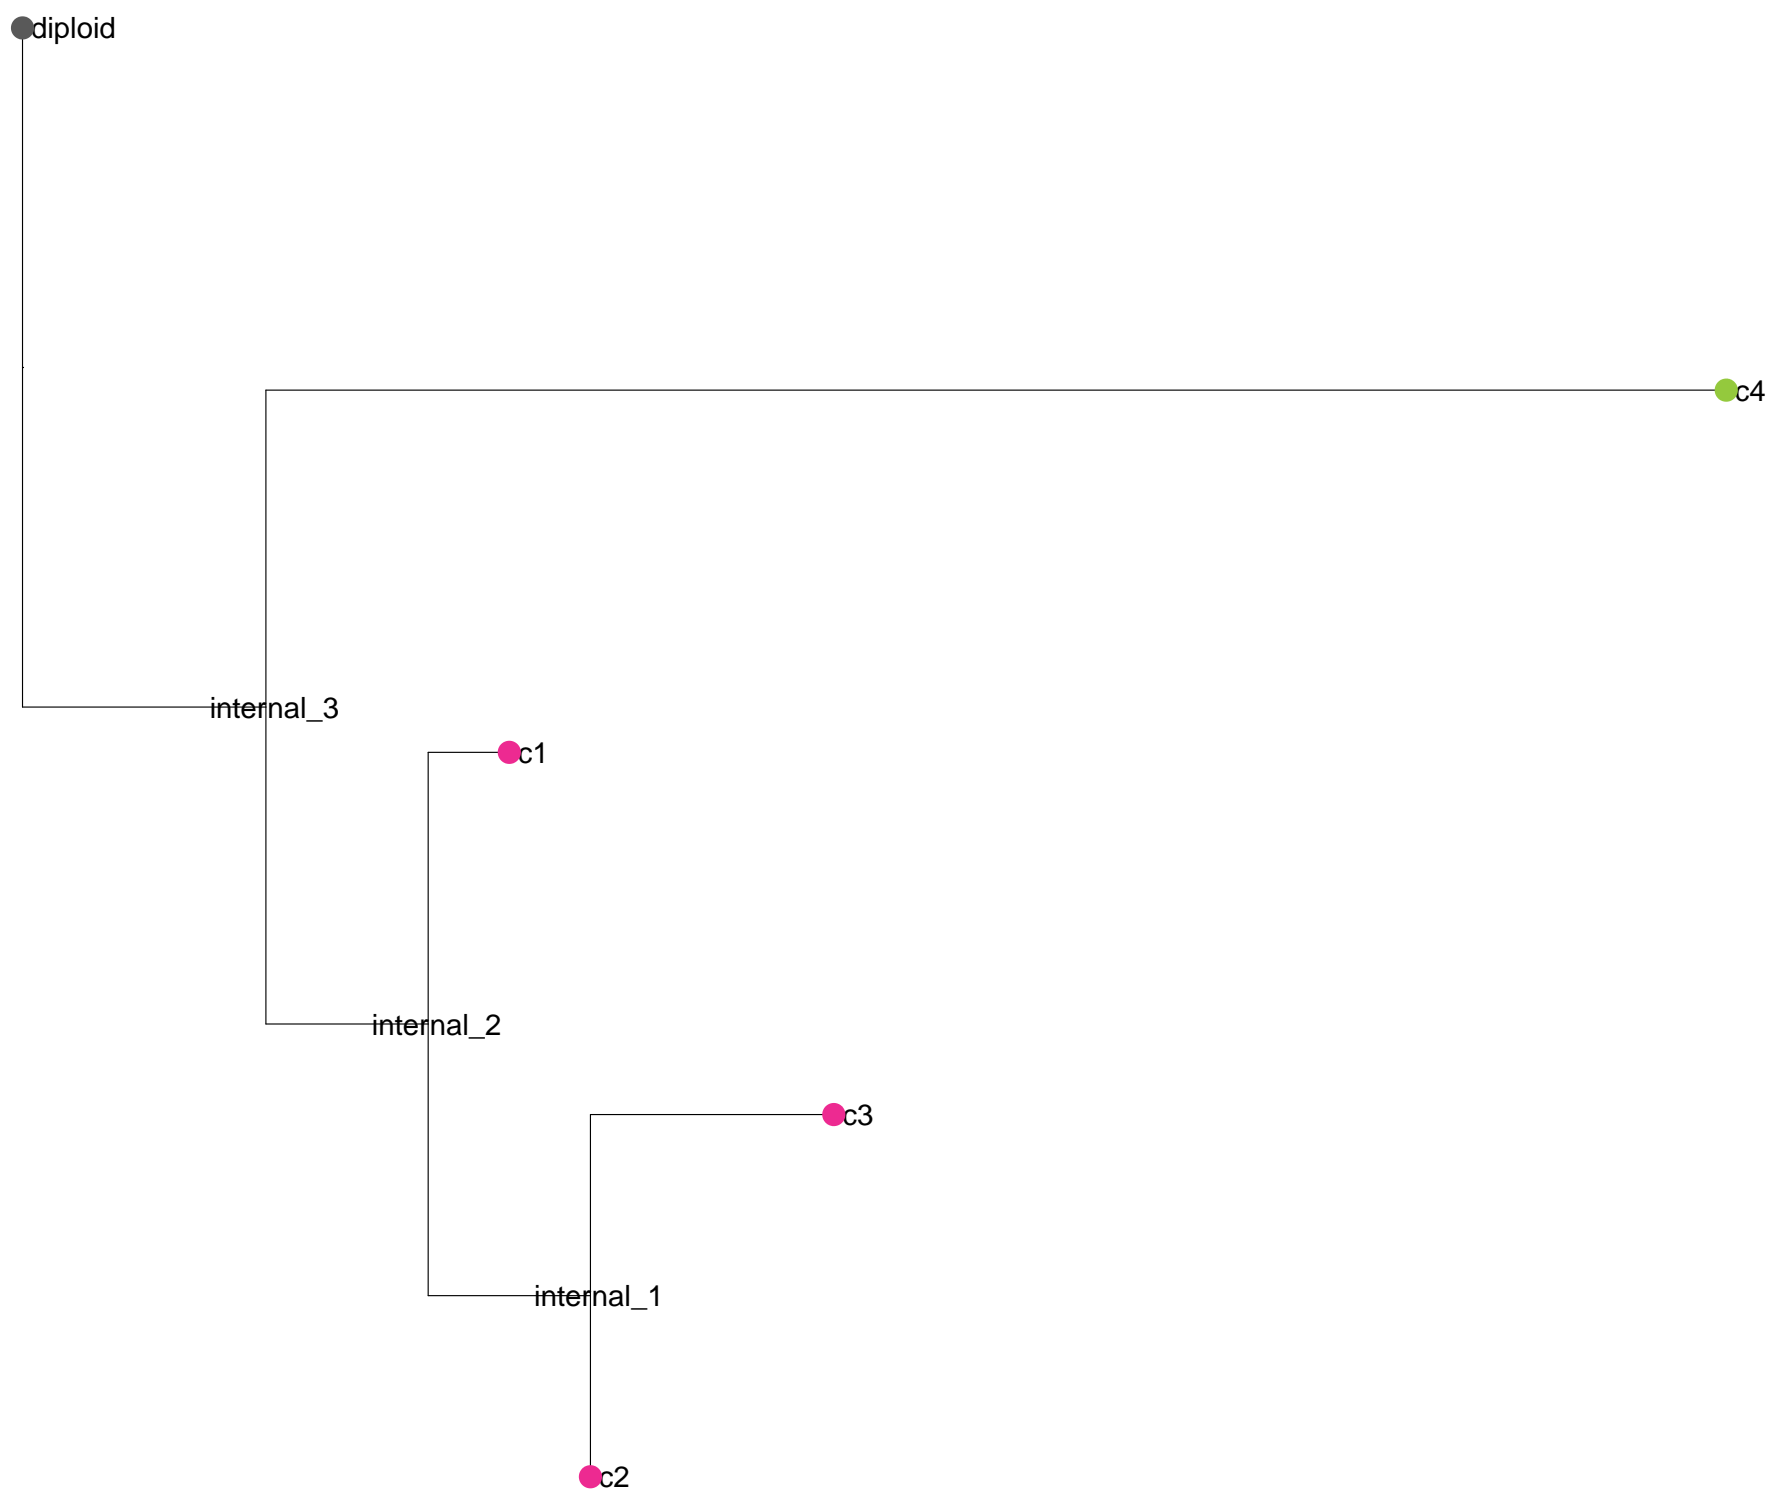 diploid
c4
internal_3
c1
internal_2
c3
internal_1
c2